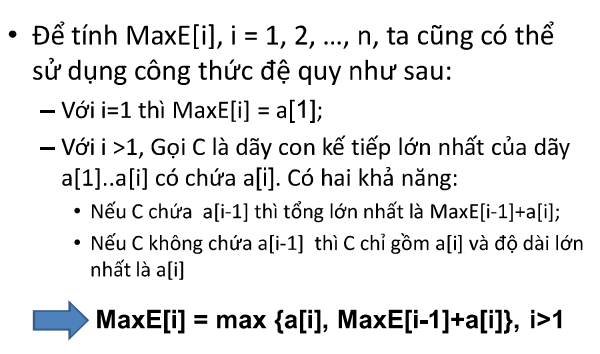 • Để tính MaxE[i], i = 1, 2, …, n, ta cũng có thể
sử dụng công thức đệ quy như sau:
– Với i=1 thì MaxE[i] = a[1];
– Với i >1, Gọi C là dãy con kế tiếp lớn nhất của dãy
a[1]..a[i] có chứa a[i]. Có hai khả năng:
• Nếu C chứa a[i-1] thì tổng lớn nhất là MaxE[i-1]+a[i];
• Nếu C không chứa a[i-1] thì C chỉ gồm a[i] và độ dài lớn
nhất là a[i]
MaxE[i] = max {a[i], MaxE[i-1]+a[i]}, i>1